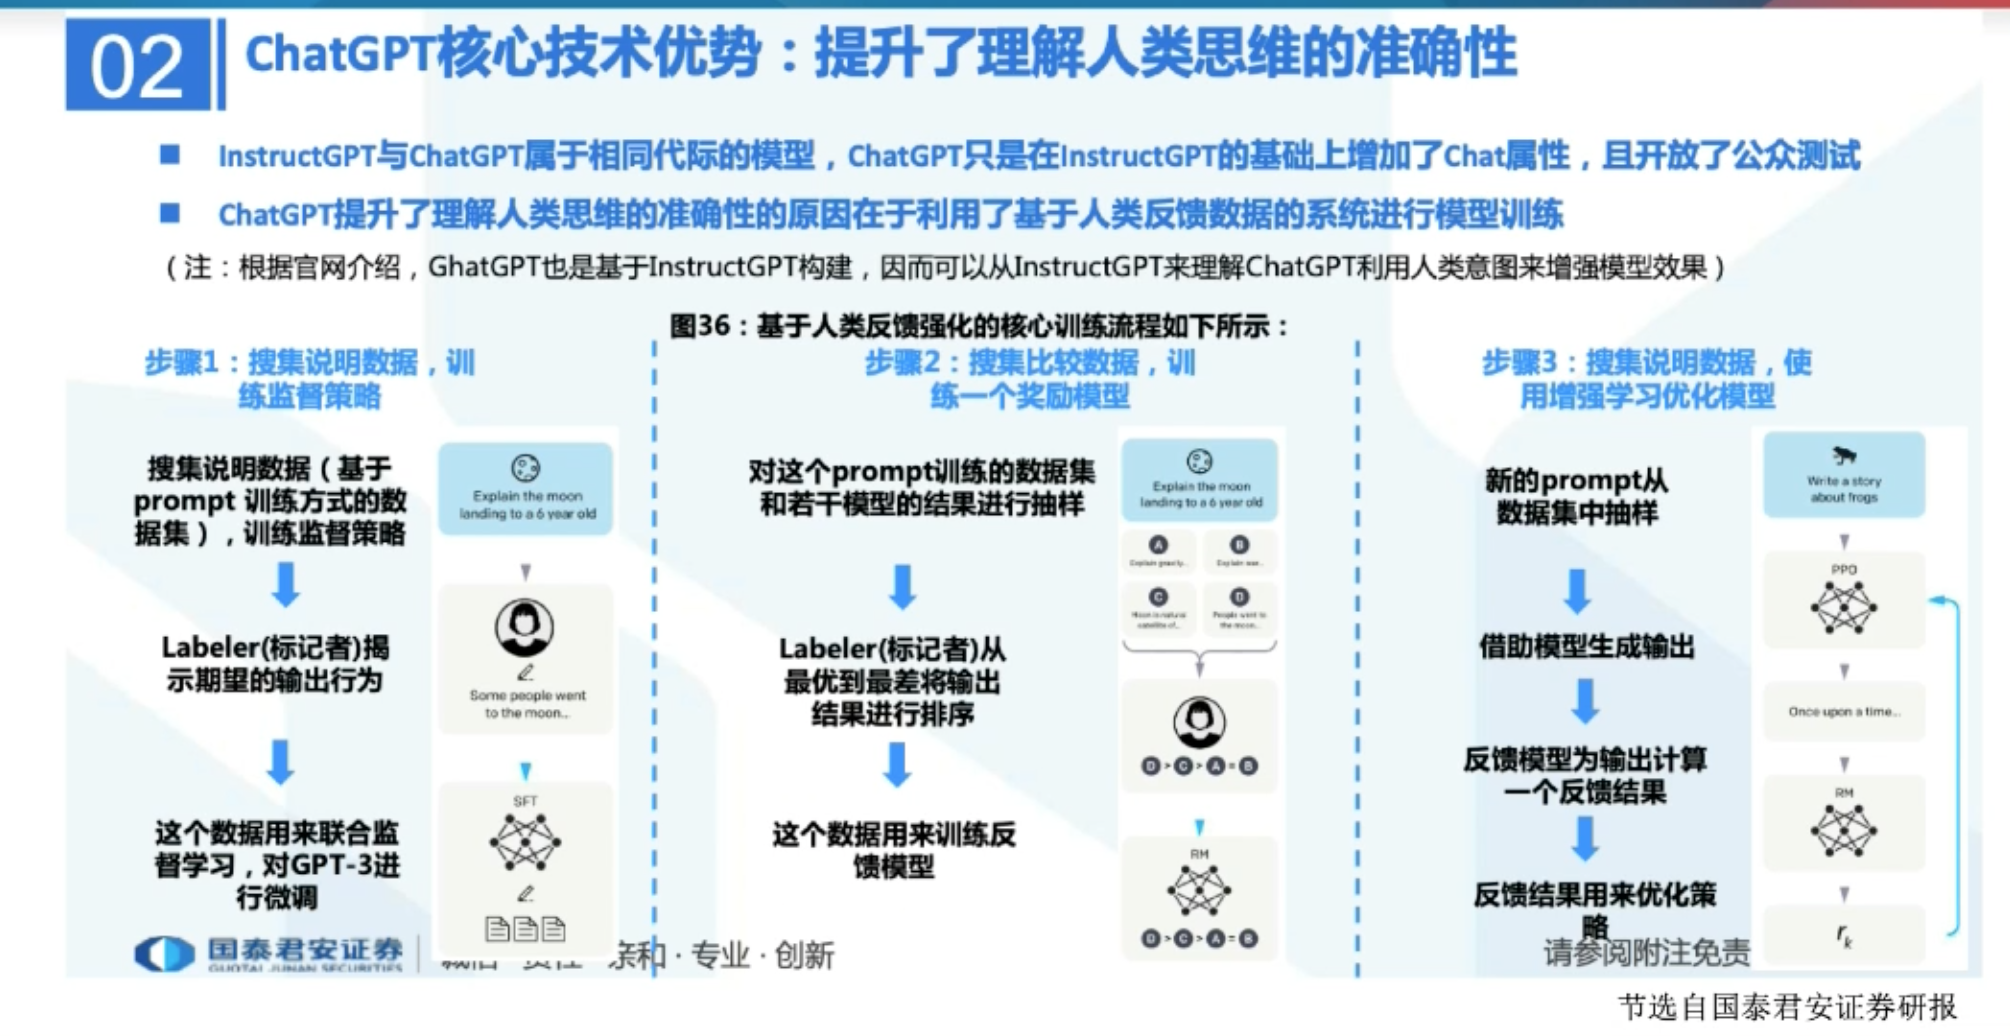 02
ChatGPT核心技术优势：提升了理解人类思维的准确性
InstructGPT与ChatGPT属于相同代际的模型，ChatGPT只是在InstructGPT的基础上增加了Chat属性，且开放了公众测试
ChatGPT提升了理解人类思维的准确性的原因在于利用了基于人类反馈数据的系统进行模型训练
（注：根据官网介绍，GhatGPT也是基于InstructGPT构建，因而可以从InstructGPT来理解ChatGPT利用人类意图来增强模型效果）
图36：基于人类反馈强化的核心训练流程如下所示：
步骤1：搜集说明数据，训
练监督策略
搜集说明数据（基于
prompt 训练方式的数
据集），训练监督策略
Labeler(标记者)揭
示期望的输出行为
这个数据用来联合监
督学习，对GPT-3进
行微调
Explain the moon
landing to a 6 year old
Some people went
to the moon...
SFT
步骤2：搜集比较数据，训
练一个奖励模型
对这个prompt训练的数据集
和若干模型的结果进行抽样
Labeler(标记者)从
最优到最差将输出
结果进行排序
这个数据用来训练反
馈模型
Explain the moon
landing to a 6 year old
A
Explain gravity...
B
Explain war...
C
Moon is natural
satellite of...
D
People went to
the moon...
D > C > A = B
RM
D > C > A = B
步骤3：搜集说明数据，使
用增强学习优化模型
新的prompt从
数据集中抽样
借助模型生成输出
反馈模型为输出计算
一个反馈结果
反馈结果用来优化策
略
Write a story
about frogs
PPO
Once upon a time...
RM
rk
国泰君安证券
GUOTAI JUNAN SECURITIES
亲和 · 专业 · 创新
请参阅附注免责
节选自国泰君安证券研报